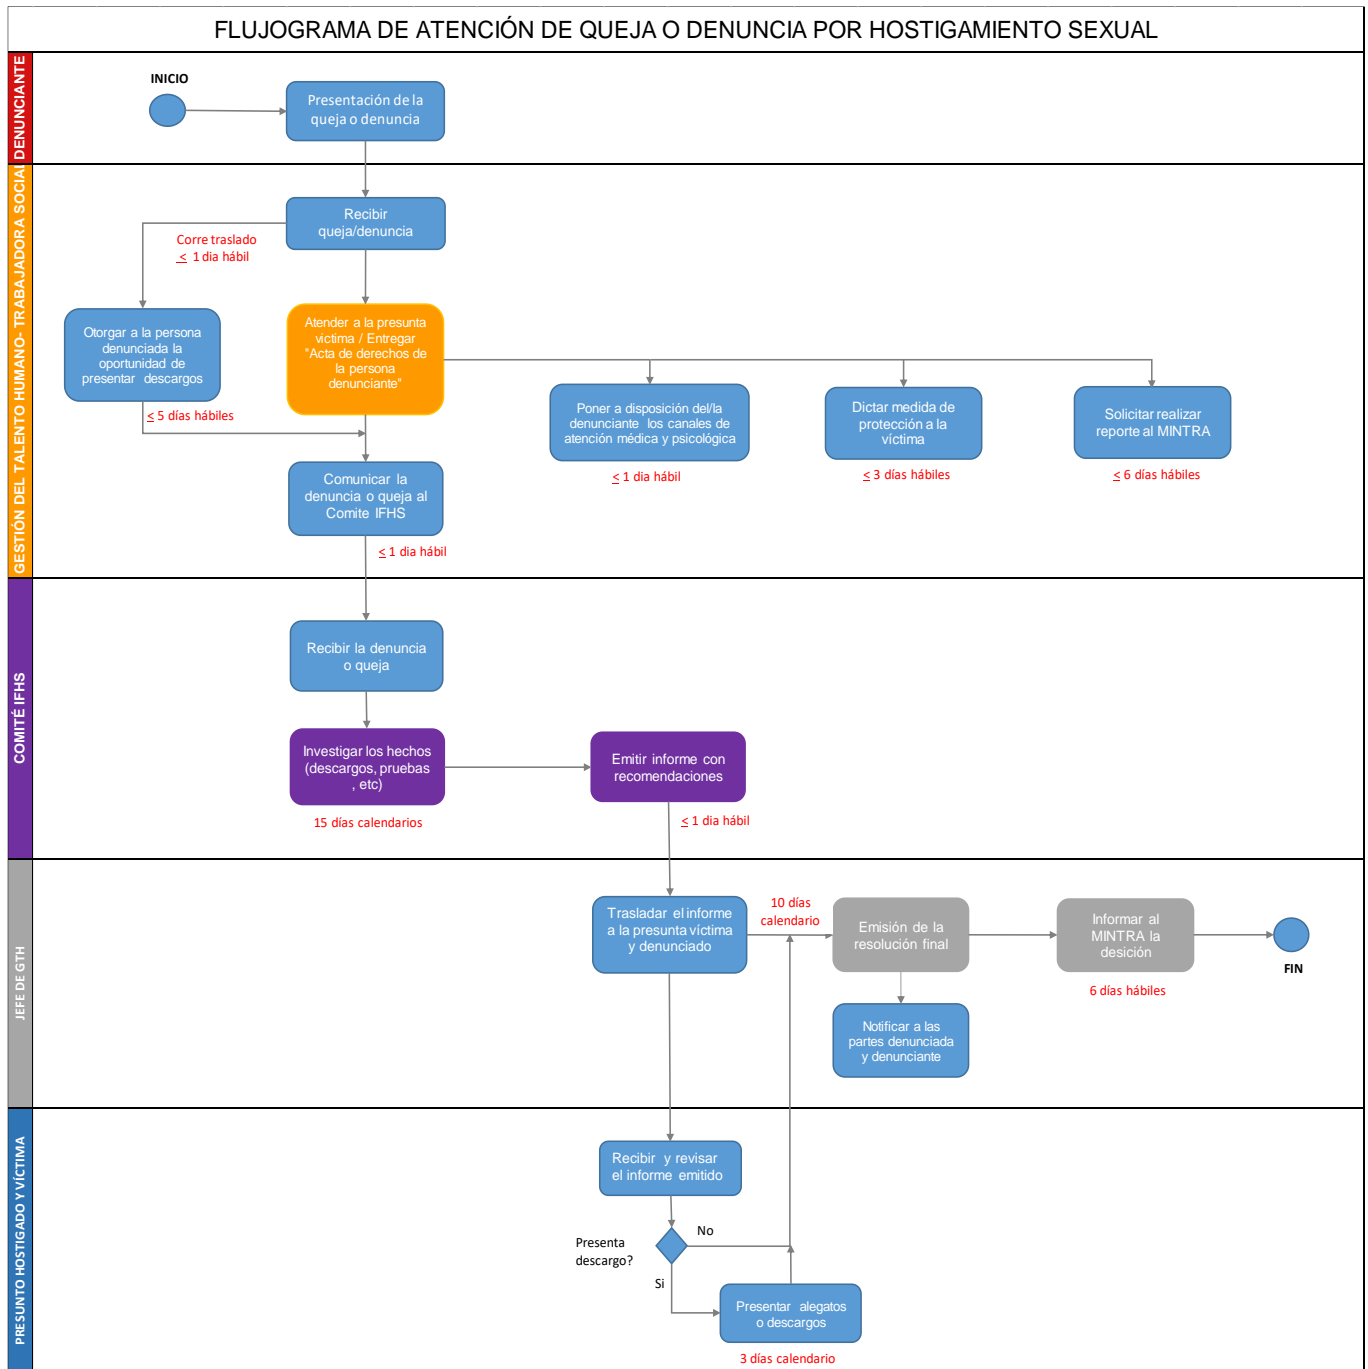 FLUJOGRAMA DE ATENCIÓN DE QUEJA O DENUNCIA POR HOSTIGAMIENTO SEXUAL
DENUNCIANTE
INICIO
Presentación de la
queja o denuncia
GESTIÓN DEL TALENTO HUMANO- TRABAJADORA SOCIAL
Recibir
queja/denuncia
Corre traslado
< 1 dia hábil
Otorgar a la persona
denunciada la
oportunidad de
presentar descargos
≤ 5 días hábiles
Atender a la presunta
victima / Entregar
"Acta de derechos de
la persona
denunciante"
Poner a disposición del/la
denunciante los canales de
atención médica y psicológica
≤ 1 dia hábil
Dictar medida de
protección a la
víctima
≤ 3 días hábiles
Solicitar realizar
reporte al MINTRA
≤ 6 días hábiles
Comunicar la
denuncia o queja al
Comite IFHS
≤ 1 dia hábil
COMITÉ IFHS
Recibir la denuncia
o queja
Investigar los hechos
(descargos, pruebas
, etc)
15 días calendarios
Emitir informe con
recomendaciones
≤ 1 dia hábil
JEFE DE GTH
Trasladar el informe
a la presunta víctima
y denunciado
10 días
calendario
Emisión de la
resolución final
Informar al
MINTRA la
desición
6 días hábiles
FIN
Notificar a las
partes denunciada
y denunciante
PRESUNTO HOSTIGADO Y VÍCTIMA
Recibir y revisar
el informe emitido
Presenta
descargo?
No
Si
Presentar alegatos
o descargos
3 días calendario